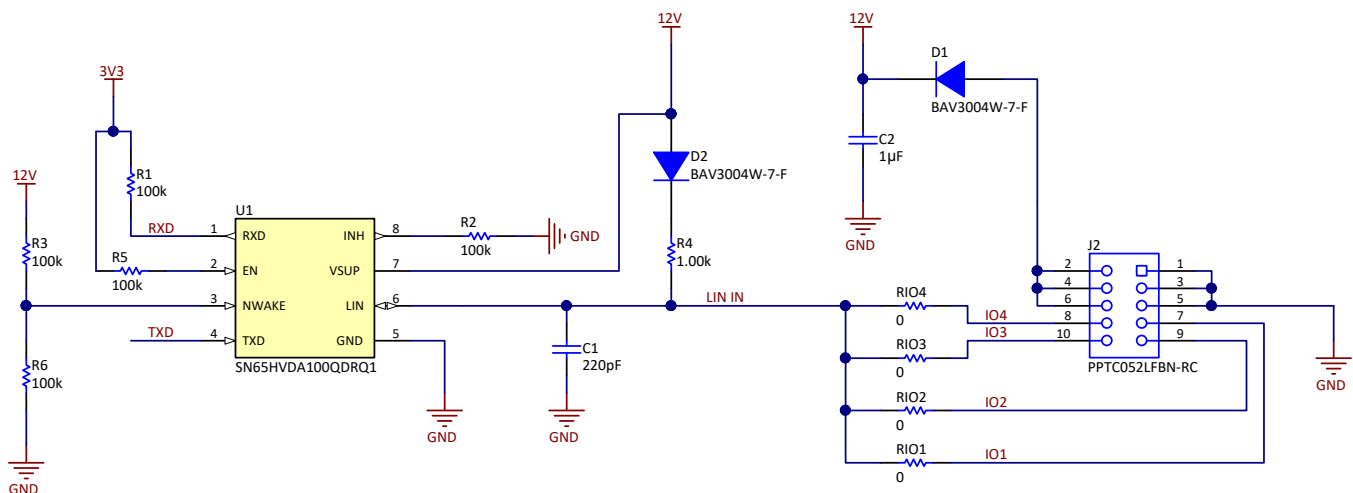 12V
12V
3V3
D1
BAV3004W-7-F
C2
1µF
D2
BAV3004W-7-F
R1
100k
12V
U1
RXD
1
RXD
INH
8
R2
100k
GND
GND
R3
100k
R5
100k
2
EN
VSUP
7
R4
1.00k
J2
2
1
4
3
3
NWAKE
LIN
6
LIN IN
6
5
RIO4
0
IO4
8
7
TXD
4
TXD
GND
5
C1
220pF
RIO3
0
IO3
10
9
SN65HVDA100QDRQ1
PPTC052LFBN-RC
R6
100k
GND
RIO2
0
IO2
GND
GND
RIO1
0
IO1
GND